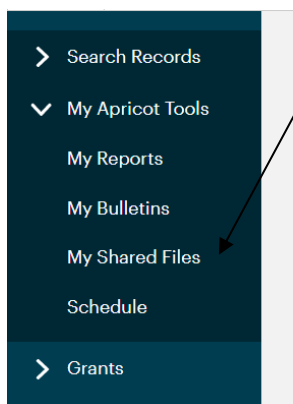 Search Records
My Apricot Tools
My Reports
My Bulletins
My Shared Files
Schedule
Grants